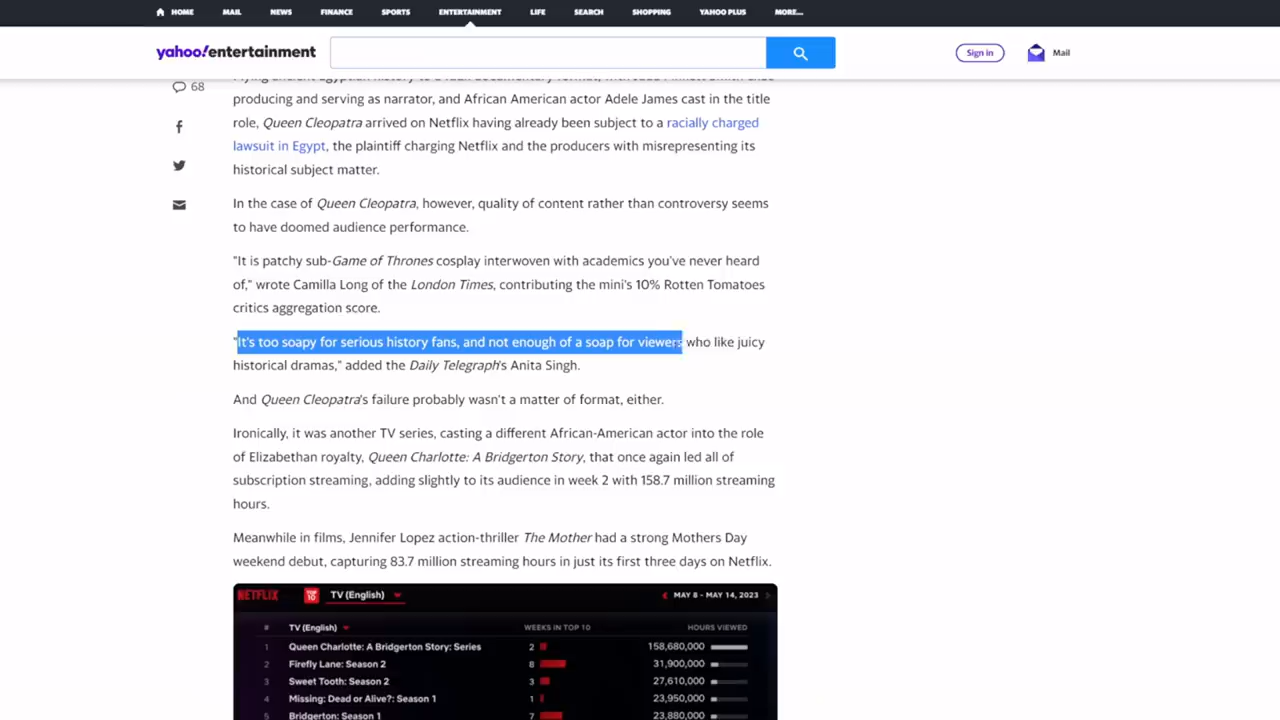 HOME MAIL NEWS FINANCE SPORTS ENTERTAINMENT LIFE SEARCH SHOPPING YAHOO PLUS MORE...
yahoo!entertainment Sign in Mail
68
producing and serving as narrator, and African American actor Adele James cast in the title
role, Queen Cleopatra arrived on Netflix having already been subject to a racially charged
lawsuit in Egypt, the plaintiff charging Netflix and the producers with misrepresenting its
historical subject matter.
In the case of Queen Cleopatra, however, quality of content rather than controversy seems
to have doomed audience performance.
"It is patchy sub-Game of Thrones cosplay interwoven with academics you've never heard
of," wrote Camilla Long of the London Times, contributing the mini's 10% Rotten Tomatoes
critics aggregation score.
"It's too soapy for serious history fans, and not enough of a soap for viewers who like juicy
historical dramas," added the Daily Telegraph's Anita Singh.
And Queen Cleopatra's failure probably wasn't a matter of format, either.
Ironically, it was another TV series, casting a different African-American actor into the role
of Elizabethan royalty, Queen Charlotte: A Bridgerton Story, that once again led all of
subscription streaming, adding slightly to its audience in week 2 with 158.7 million streaming
hours.
Meanwhile in films, Jennifer Lopez action-thriller The Mother had a strong Mothers Day
weekend debut, capturing 83.7 million streaming hours in just its first three days on Netflix.
NETFLIX TOP 10 TV (English) MAY 8 - MAY 14, 2023
# TV (English) WEEKS IN TOP 10 HOURS VIEWED
1 Queen Charlotte: A Bridgerton Story: Series 2 158,680,000
2 Firefly Lane: Season 2 8 31,900,000
3 Sweet Tooth: Season 2 3 27,610,000
4 Missing: Dead or Alive?: Season 1 1 23,950,000
5 Bridgerton: Season 1 7 23,880,000